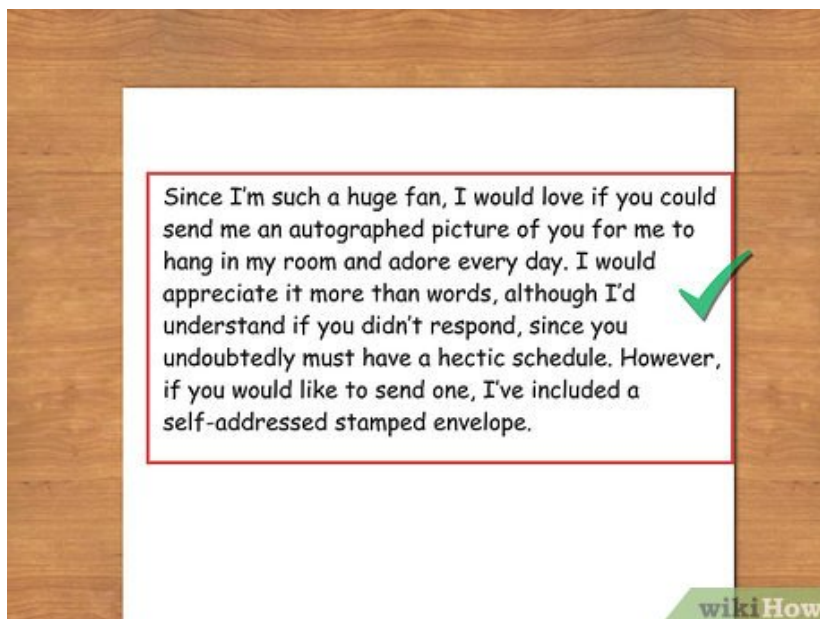 Since I'm such a huge fan, I would love if you could
send me an autographed picture of you for me to
hang in my room and adore every day. I would
appreciate it more than words, although I'd
understand if you didn't respond, since you
undoubtedly must have a hectic schedule. However,
if you would like to send one, I've included a
self-addressed stamped envelope.
wikiHow